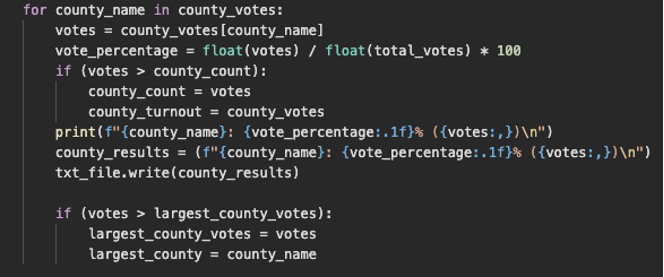 for county_name in county_votes:
    votes = county_votes[county_name]
    vote_percentage = float(votes) / float(total_votes) * 100
    if (votes > county_count):
        county_count = votes
        county_turnout = county_votes
    print(f"{county_name}: {vote_percentage:.1f}% ({votes:,})\n")
    county_results = (f"{county_name}: {vote_percentage:.1f}% ({votes:,})\n")
    txt_file.write(county_results)

    if (votes > largest_county_votes):
        largest_county_votes = votes
        largest_county = county_name